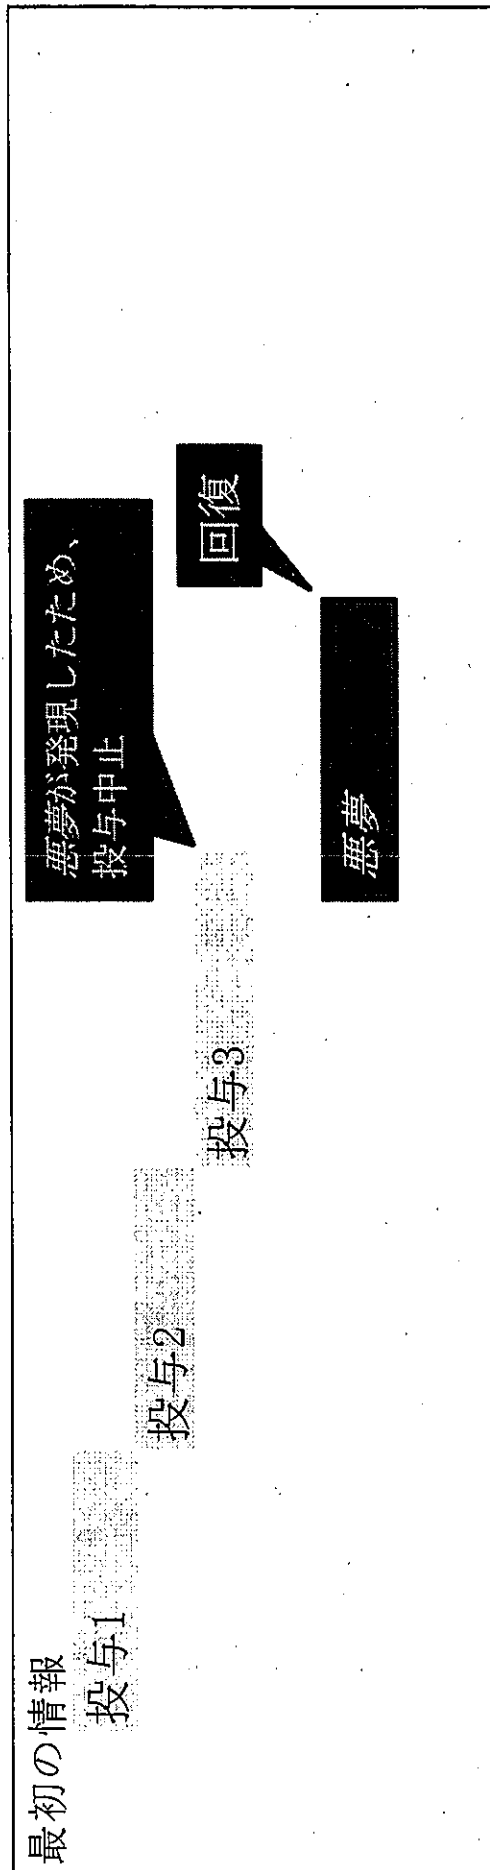 最初の情報
投与1
投与2
投与3
悪夢が発現したため、
投与中止
回復
悪夢